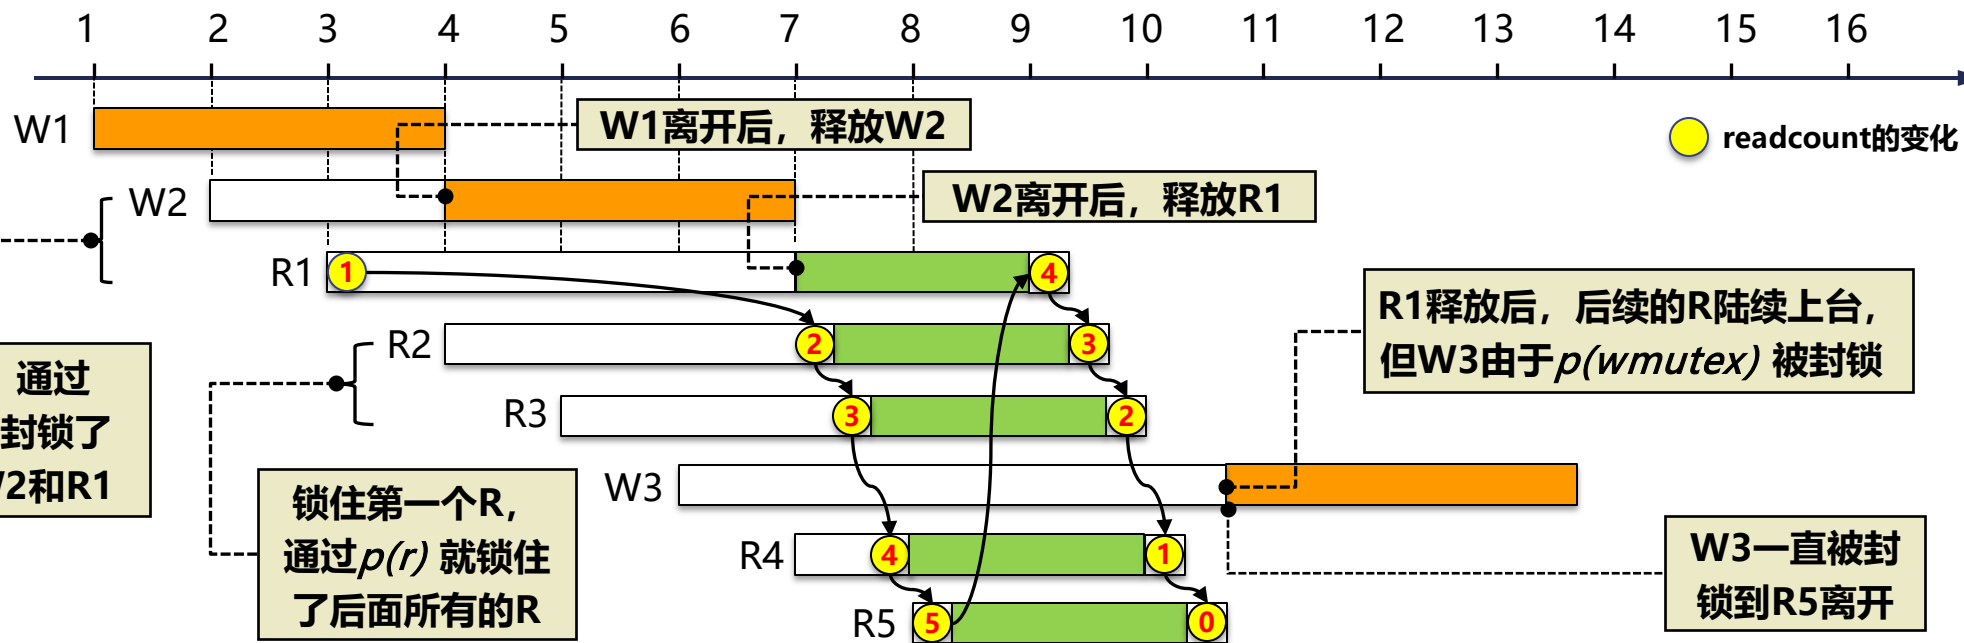 1 2 3 4 5 6 7 8 9 10 11 12 13 14 15 16
W1
W1离开后，释放W2
readcount的变化
W2
W2离开后，释放R1
R1
1
4
R1释放后，后续的R陆续上台，
但W3由于p(wmutex) 被封锁
R2
2
3
通过
封锁了
/2和R1
R3
3
2
锁住第一个R，
通过p(r) 就锁住
了后面所有的R
W3
W3一直被封
锁到R5离开
R4
4
1
R5
5
0